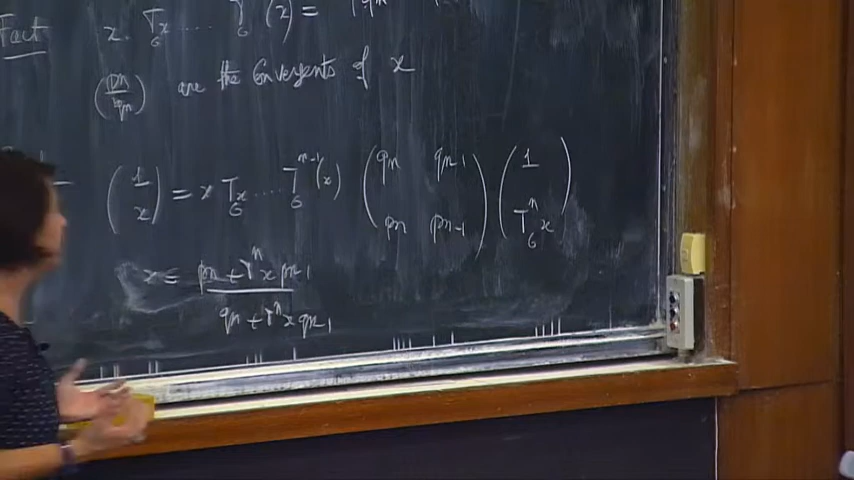 Fact x. T_G x ..... T_G (x) =
(pn/qn) are the Convergents of x
(1 x) = x T_G x .... T_G^{n-1}(x) (qn qn-1 pn pn-1) (1 T_G^n x)
x = (pn + T^n x pn-1) / (qn + T^n x qn-1)